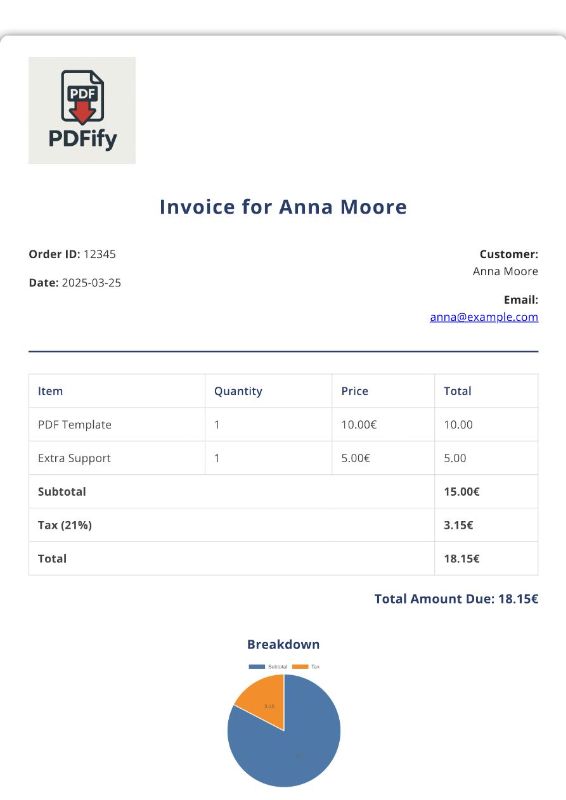 PDF
PDFify
Invoice for Anna Moore
Order ID: 12345
Date: 2025-03-25
Customer:
Anna Moore
Email:
anna@example.com
Item Quantity Price Total
PDF Template 1 10.00€ 10.00
Extra Support 1 5.00€ 5.00
Subtotal 15.00€
Tax (21%) 3.15€
Total 18.15€
Total Amount Due: 18.15€
Breakdown
Subtotal Tax
3.15